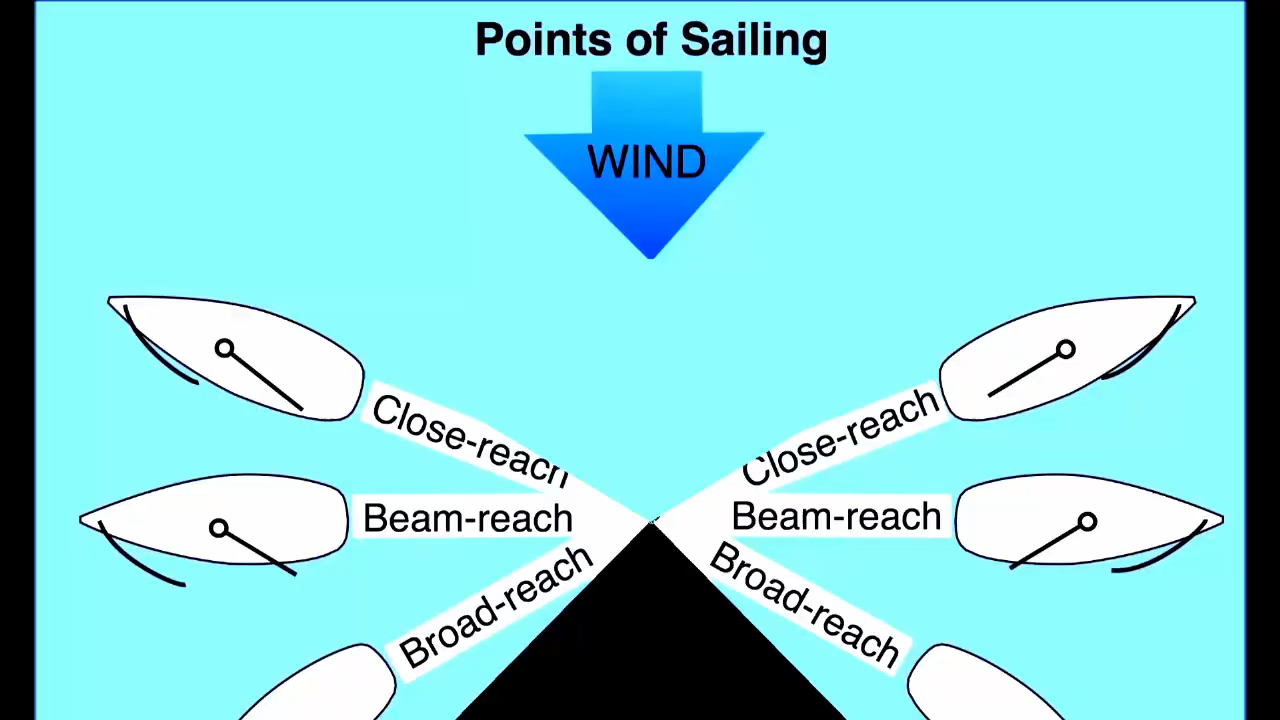 Points of Sailing
WIND
Close-reach
Close-reach
Beam-reach
Beam-reach
Broad-reach
Broad-reach